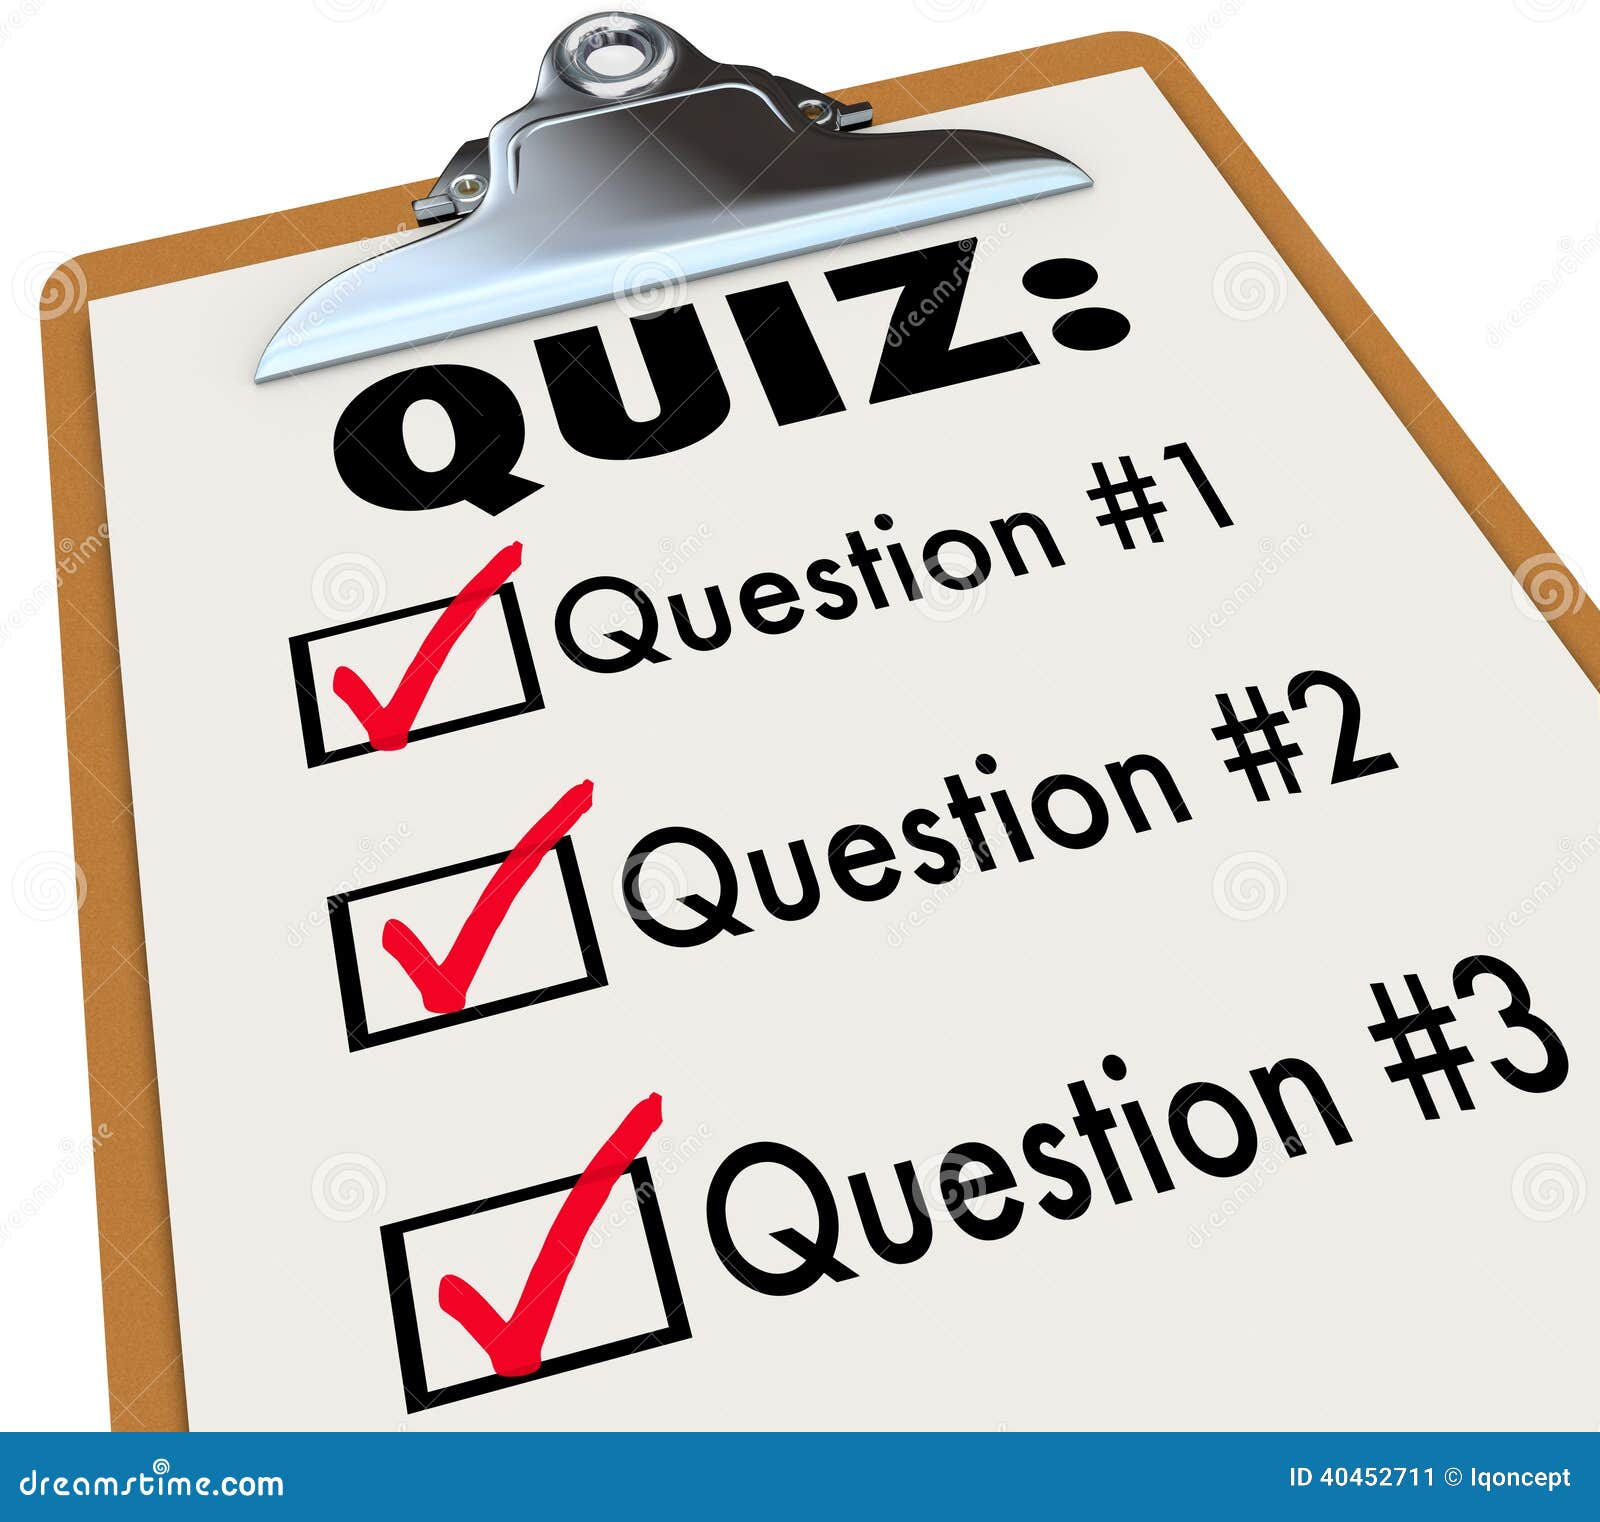 QUIZ:
Question #1
Question #2
Question #3
dreamstime.com
ID 40452711 © Iqoncept